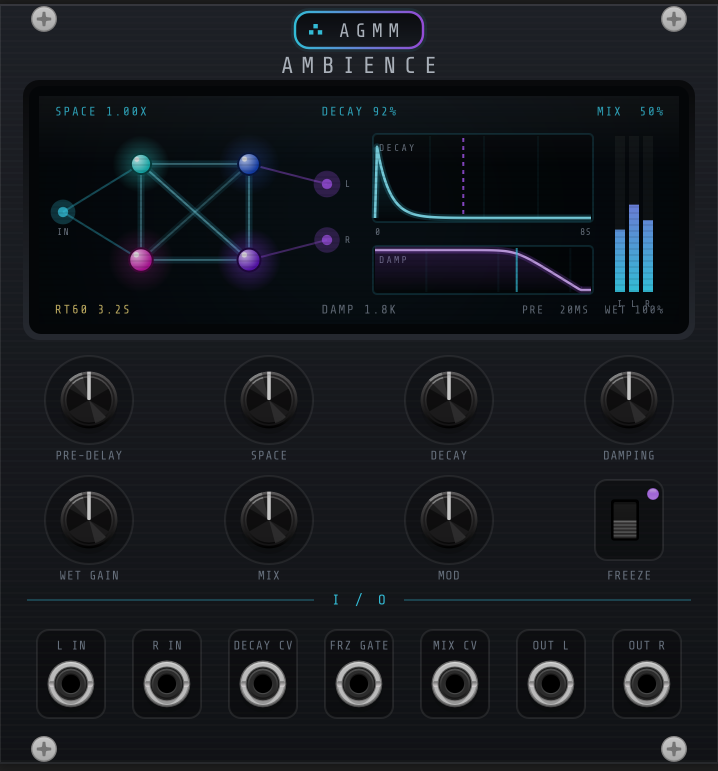 AGMM
AMBIENCE
SPACE 1.00X DECAY 92% MIX 50%
DECAY
L
IN
0 8S
R
DAMP
I L R
RT60 3.2S DAMP 1.8K PRE 20MS WET 100%
PRE-DELAY SPACE DECAY DAMPING
WET GAIN MIX MOD FREEZE
I / O
L IN R IN DECAY CV FRZ GATE MIX CV OUT L OUT R